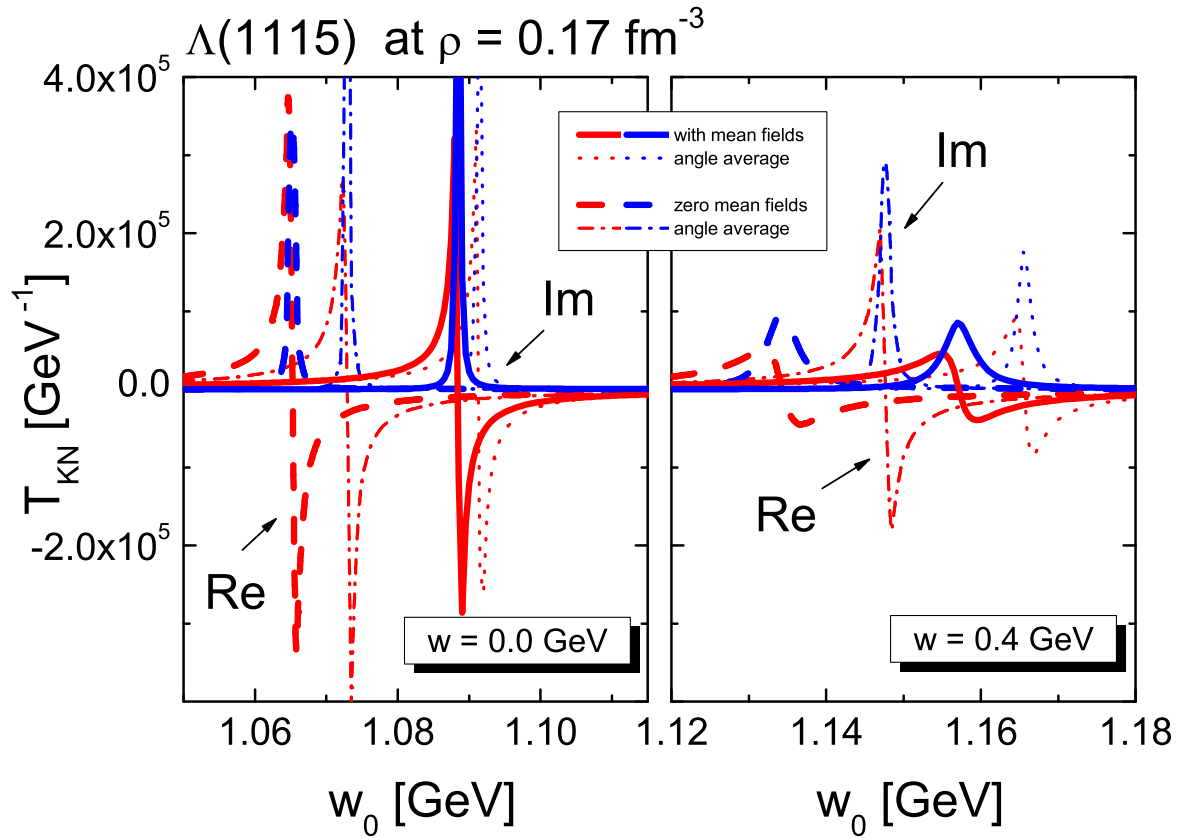 Λ(1115) at ρ = 0.17 fm⁻³
T_KN [GeV⁻¹]
4.0x10⁵
2.0x10⁵
0.0
-2.0x10⁵
with mean fields
angle average
zero mean fields
angle average
Im
Re
w = 0.0 GeV
Im
Re
w = 0.4 GeV
1.06 1.08 1.10 1.12 1.14 1.16 1.18
w₀ [GeV] w₀ [GeV]